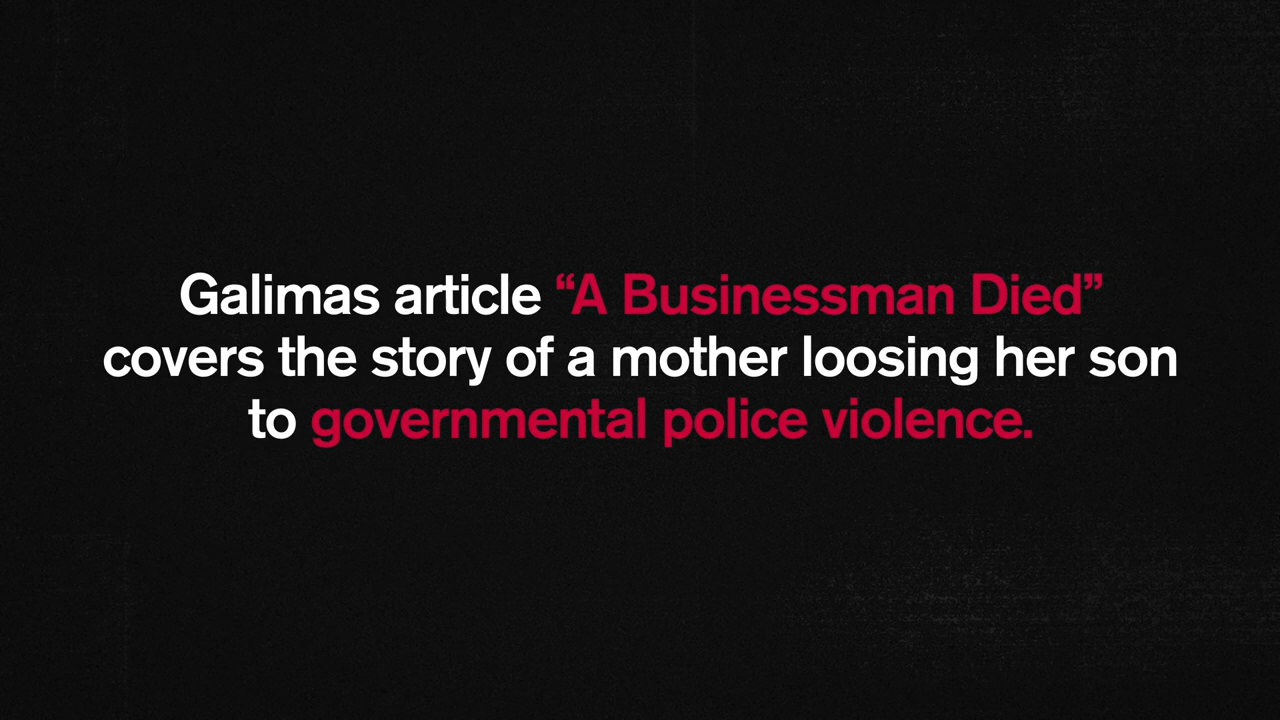 Galimas article “A Businessman Died”
covers the story of a mother loosing her son
to governmental police violence.